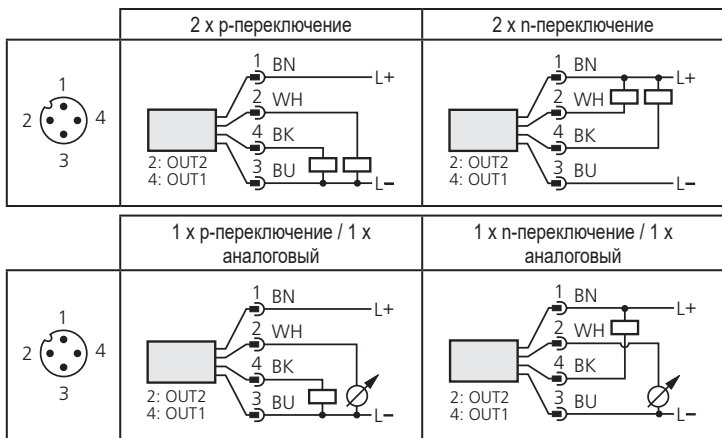 2 x p-переключение
2 x n-переключение
1
2
4
3
1 BN
L+
2 WH
4 BK
3 BU
L–
2: OUT2
4: OUT1
1 BN
L+
2 WH
4 BK
3 BU
L–
2: OUT2
4: OUT1
1 x p-переключение / 1 x
аналоговый
1 x n-переключение / 1 x
аналоговый
1
2
4
3
1 BN
L+
2 WH
4 BK
3 BU
L–
2: OUT2
4: OUT1
1 BN
L+
2 WH
4 BK
3 BU
L–
2: OUT2
4: OUT1